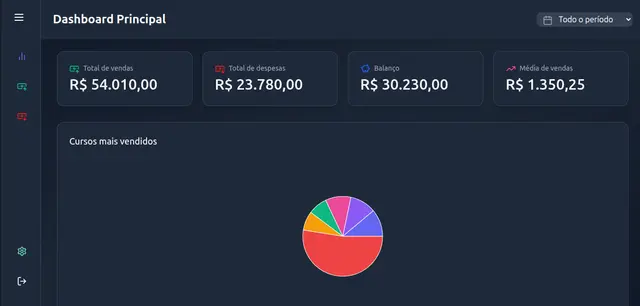 Dashboard Principal
Todo o período
Total de vendas
R$ 54.010,00
Total de despesas
R$ 23.780,00
Balanço
R$ 30.230,00
Média de vendas
R$ 1.350,25
Cursos mais vendidos